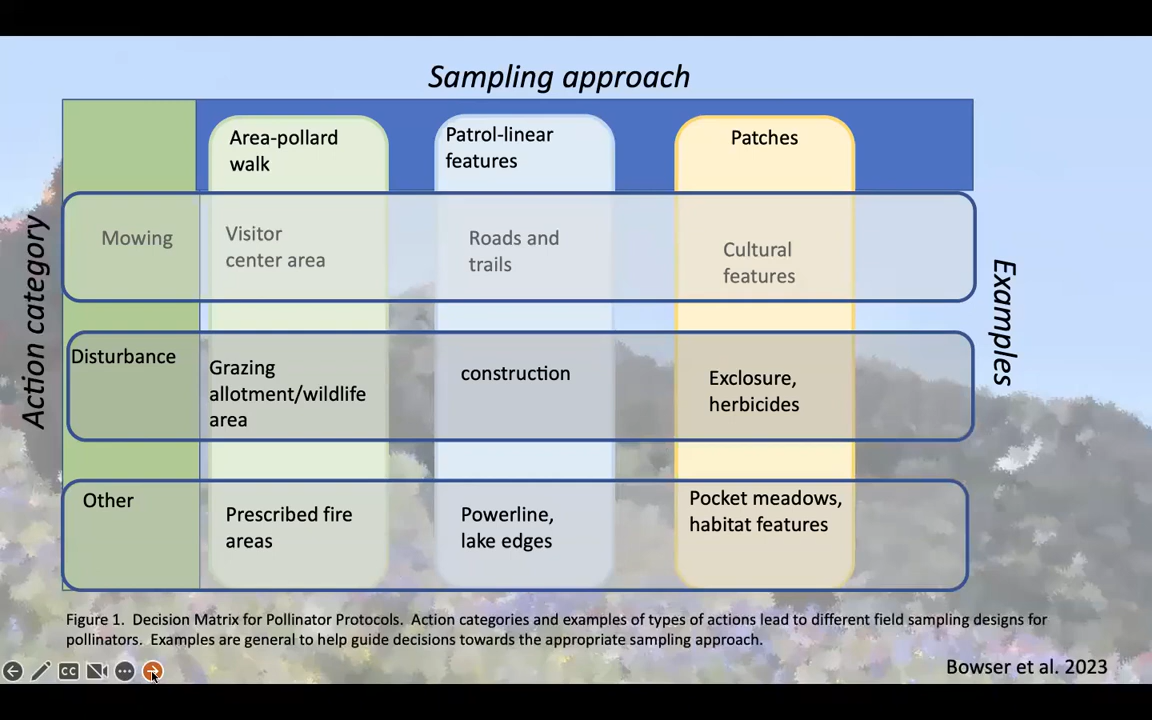 Sampling approach
Area-pollard
walk
Patrol-linear
features
Patches
Action category
Examples
Mowing
Visitor
center area
Roads and
trails
Cultural
features
Disturbance
Grazing
allotment/wildlife
area
construction
Exclosure,
herbicides
Other
Prescribed fire
areas
Powerline,
lake edges
Pocket meadows,
habitat features
Figure 1. Decision Matrix for Pollinator Protocols. Action categories and examples of types of actions lead to different field sampling designs for
pollinators. Examples are general to help guide decisions towards the appropriate sampling approach.
CC
Bowser et al. 2023